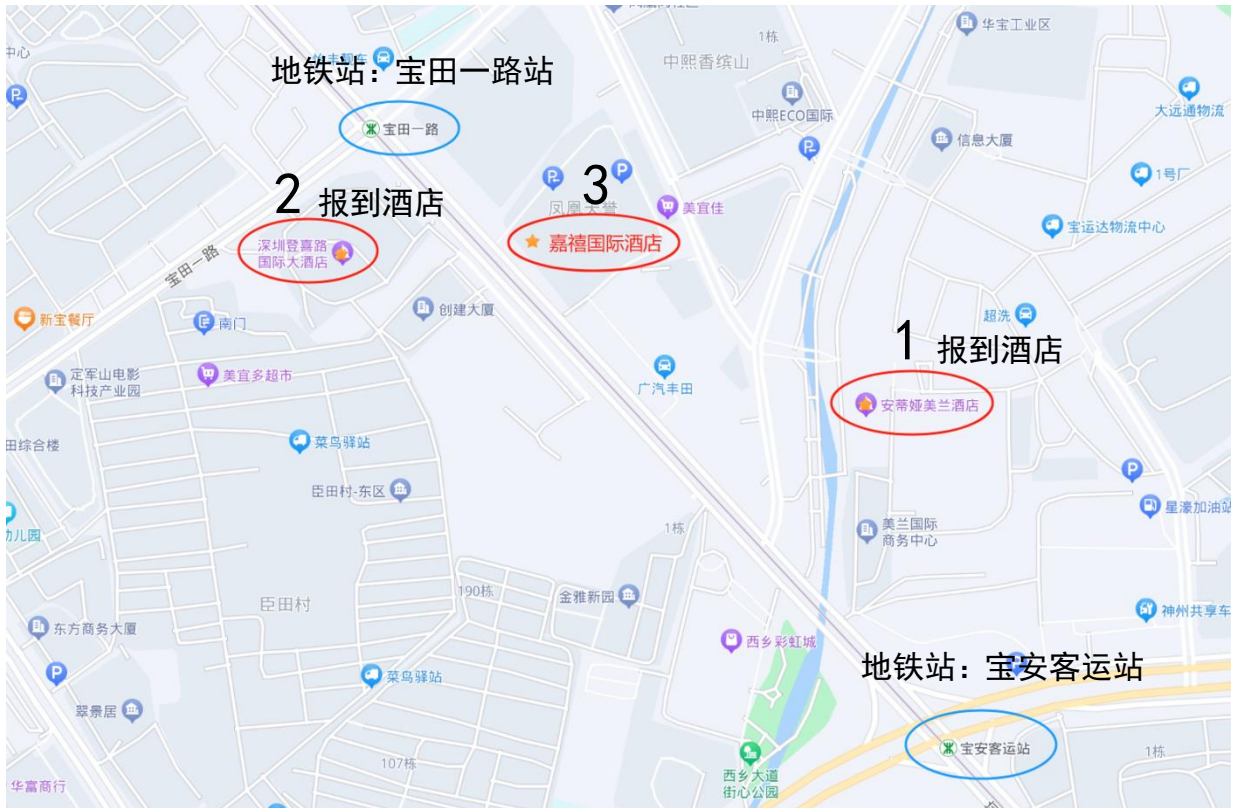 中心
1栋
华宝工业区
中熙香缤山
地铁站：宝田一路站
中熙ECO国际
大远通物流
宝田一路
信息大厦
1号厂
2 报到酒店
3
凤凰天誉
美宜佳
深圳登喜路
国际大酒店
嘉禧国际酒店
宝运达物流中心
宝田一路
新宝餐厅
南门
创建大厦
超洗
1 报到酒店
定军山电影
科技产业园
美宜多超市
广汽丰田
安蒂娅美兰酒店
田综合楼
菜鸟驿站
臣田村-东区
星濠加油站
幼儿园
1栋
美兰国际
商务中心
190栋
金雅新园
臣田村
神州共享车
东方商务大厦
西乡彩虹城
地铁站：宝安客运站
菜鸟驿站
翠景居
宝安客运站
1栋
107栋
西乡大道
街心公园
华富商行